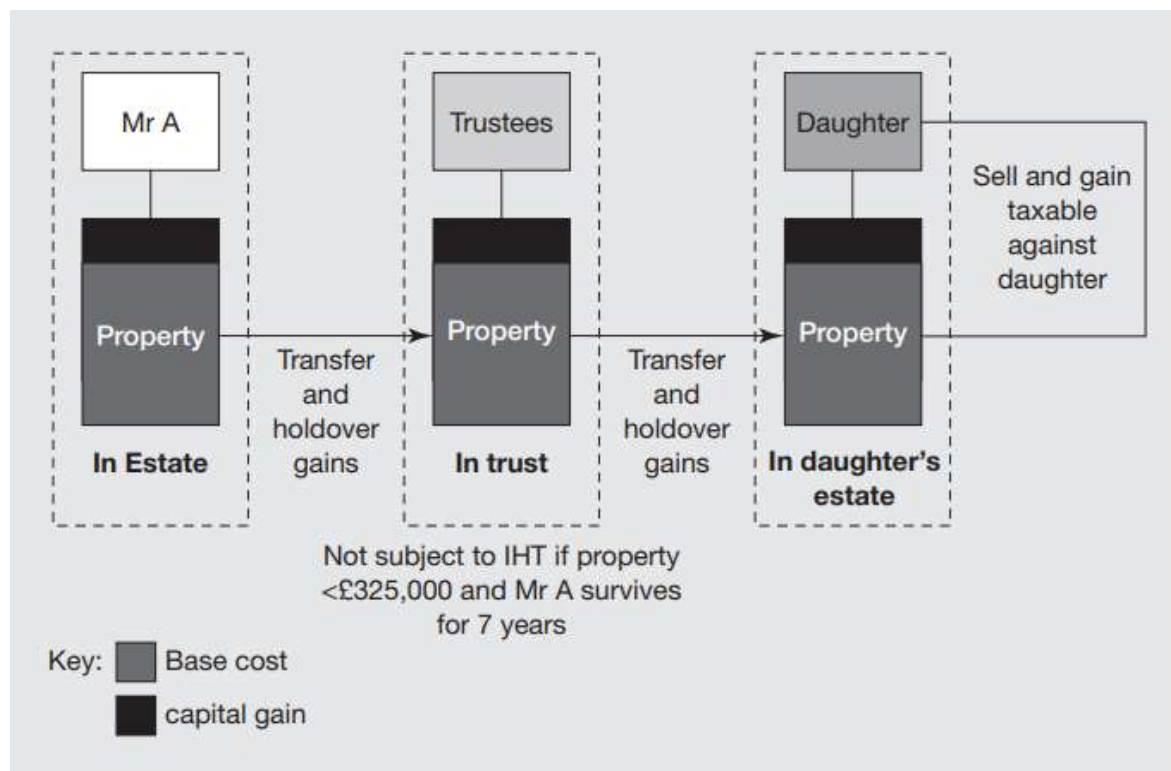 Mr A
Trustees
Daughter
Sell and gain
taxable
against
daughter
Property
Property
Property
Transfer
and
holdover
gains
Transfer
and
holdover
gains
In Estate
In trust
In daughter's
estate
Not subject to IHT if property
<£325,000 and Mr A survives
for 7 years
Key:
Base cost
capital gain